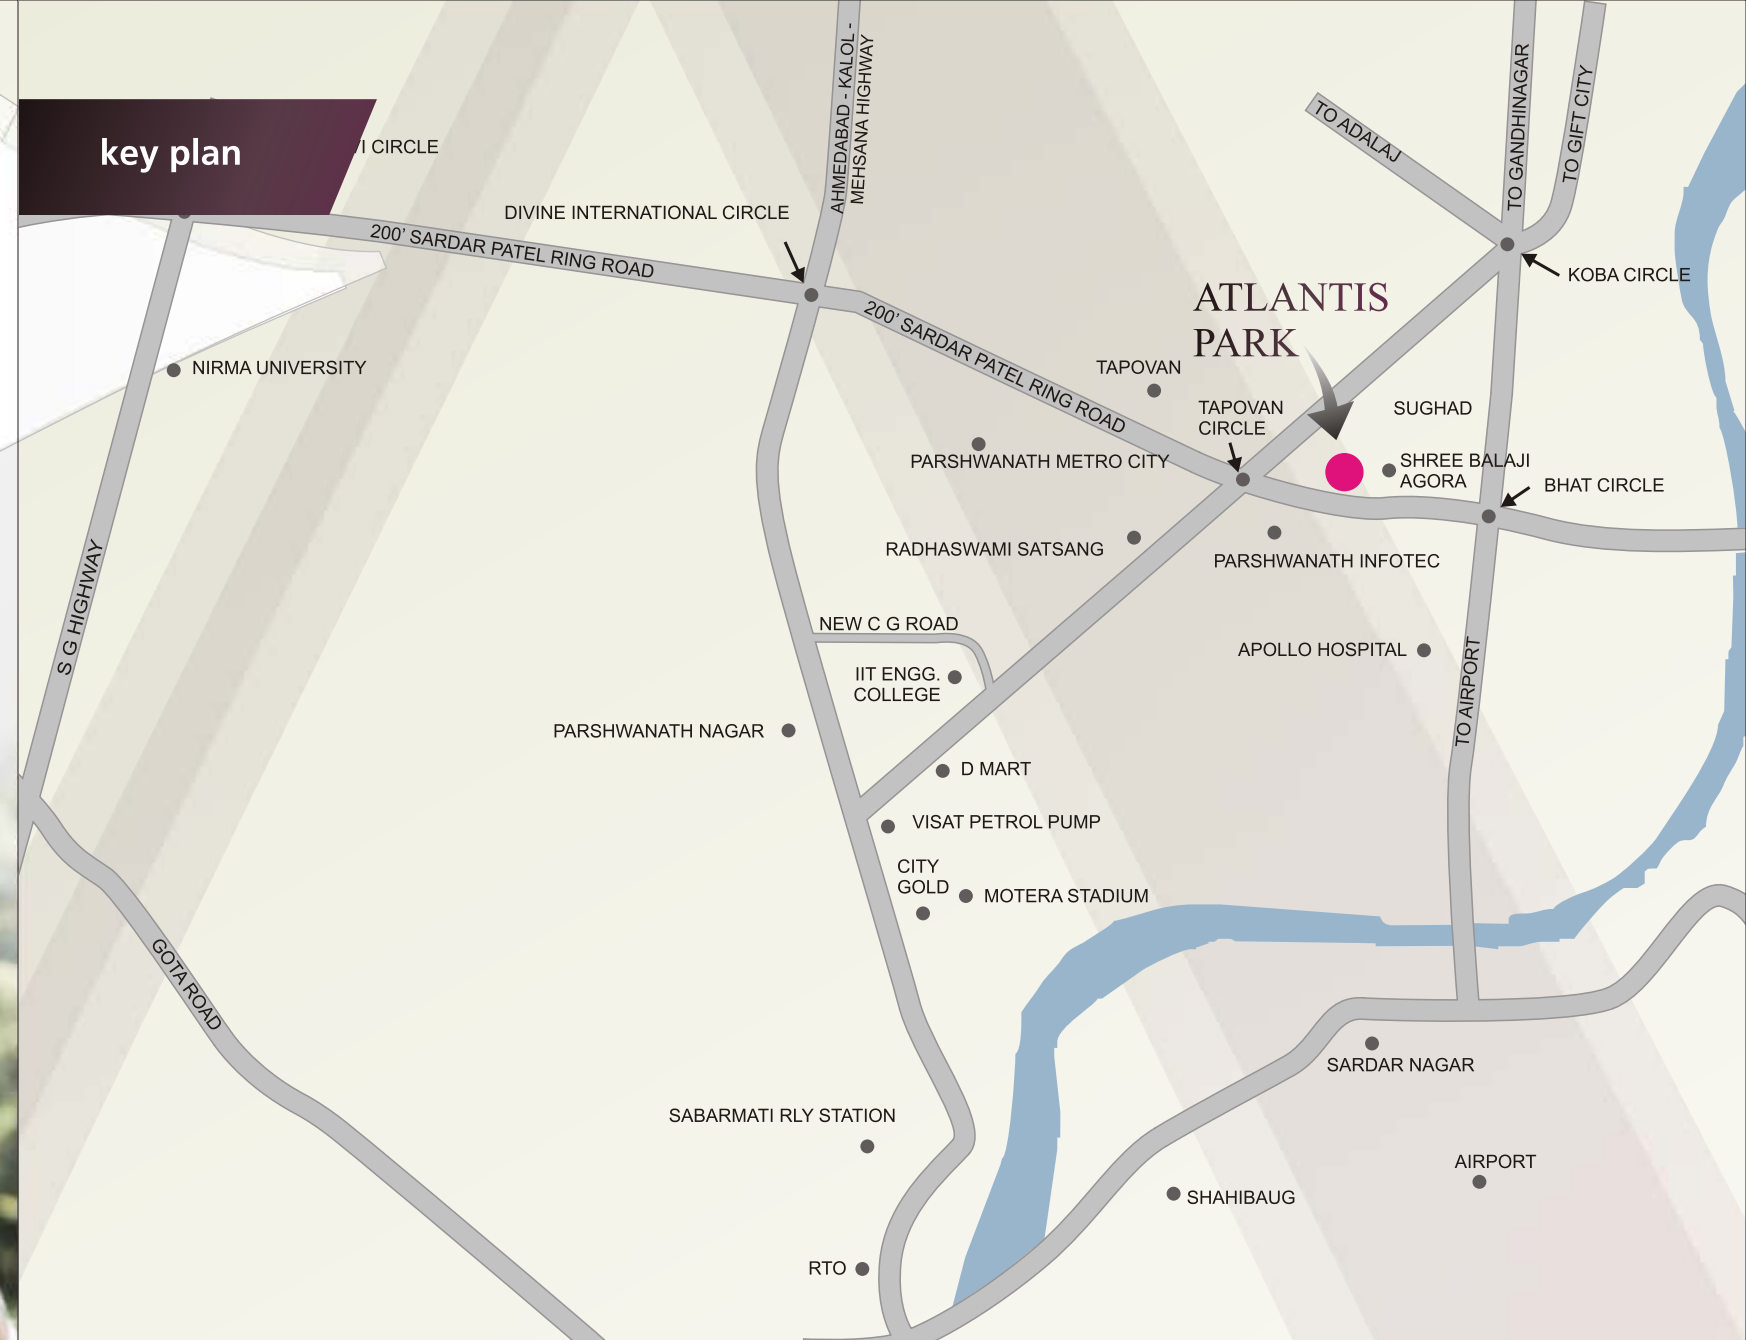 key plan
CIRCLE
AHMEDABAD - KALOL -
MEHSANA HIGHWAY
TO ADALAJ
TO GANDHINAGAR
TO GIFT CITY
DIVINE INTERNATIONAL CIRCLE
200’ SARDAR PATEL RING ROAD
KOBA CIRCLE
ATLANTIS
PARK
200’ SARDAR PATEL RING ROAD
NIRMA UNIVERSITY
TAPOVAN
TAPOVAN
CIRCLE
SUGHAD
PARSHWANATH METRO CITY
SHREE BALAJI
AGORA
BHAT CIRCLE
RADHASWAMI SATSANG
PARSHWANATH INFOTEC
S G HIGHWAY
NEW C G ROAD
APOLLO HOSPITAL
IIT ENGG.
COLLEGE
TO AIRPORT
PARSHWANATH NAGAR
D MART
VISAT PETROL PUMP
CITY
GOLD
MOTERA STADIUM
GOTA ROAD
SARDAR NAGAR
SABARMATI RLY STATION
AIRPORT
SHAHIBAUG
RTO